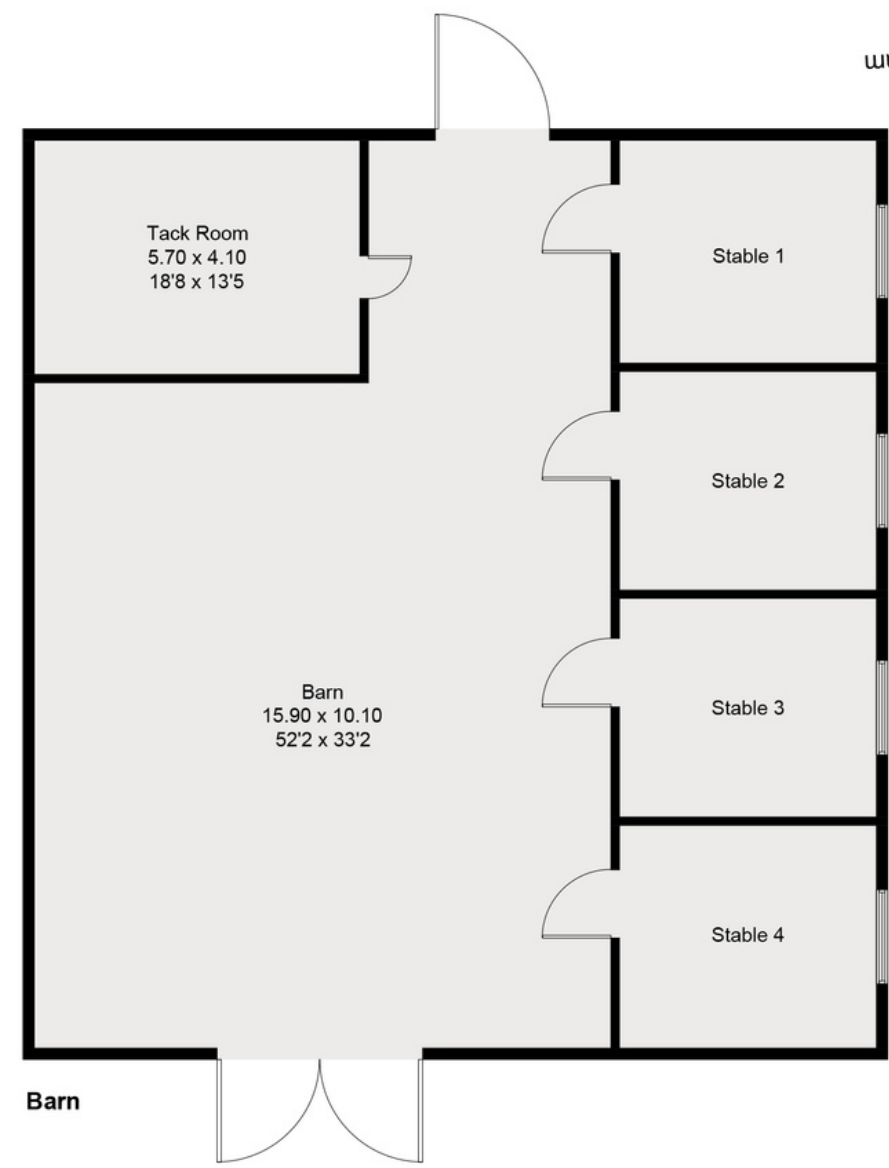 Tack Room
5.70 x 4.10
18'8 x 13'5
Stable 1
Stable 2
Barn
15.90 x 10.10
52'2 x 33'2
Stable 3
Stable 4
Barn